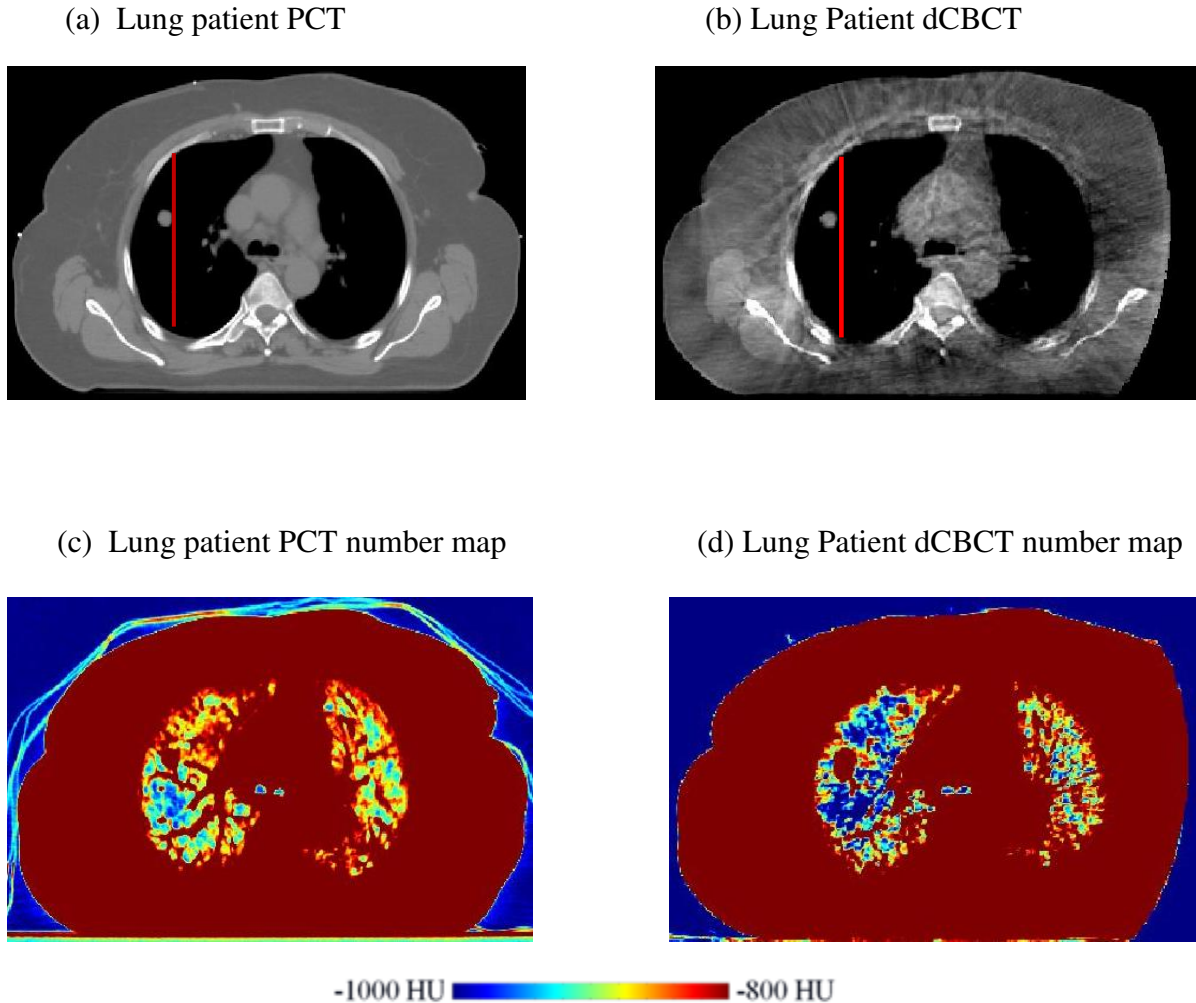 (a) Lung patient PCT
(b) Lung Patient dCBCT
(c) Lung patient PCT number map
(d) Lung Patient dCBCT number map
-1000 HU
-800 HU